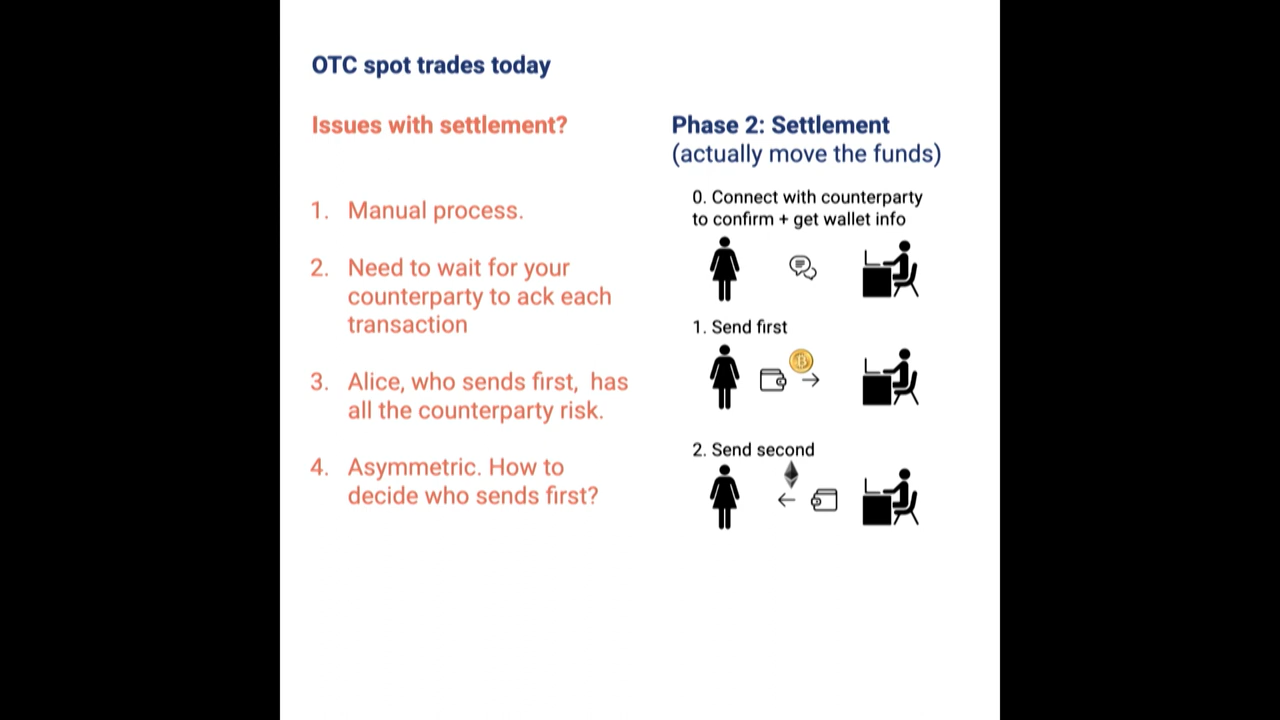 OTC spot trades today
Issues with settlement?
1. Manual process.
2. Need to wait for your
counterparty to ack each
transaction
3. Alice, who sends first,  has
all the counterparty risk.
4. Asymmetric. How to
decide who sends first?
Phase 2: Settlement
(actually move the funds)
0. Connect with counterparty
to confirm + get wallet info
1. Send first
2. Send second